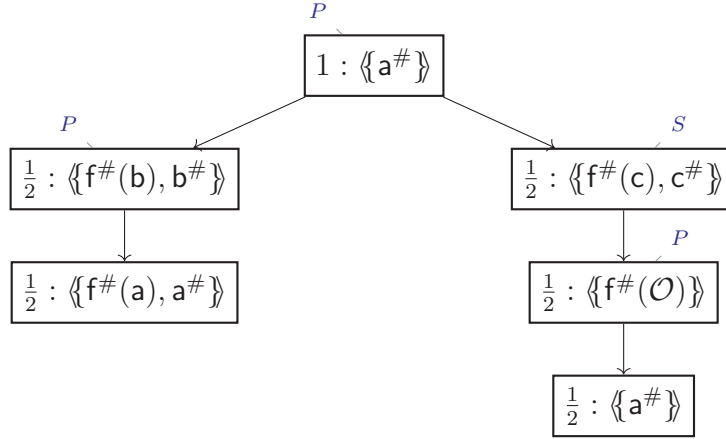 P
1 : ⦃{a^#}⦄
P
S
1/2 : ⦃{f^#(b), b^#}⦄
1/2 : ⦃{f^#(c), c^#}⦄
P
1/2 : ⦃{f^#(a), a^#}⦄
1/2 : ⦃{f^#(𝒪)}⦄
1/2 : ⦃{a^#}⦄